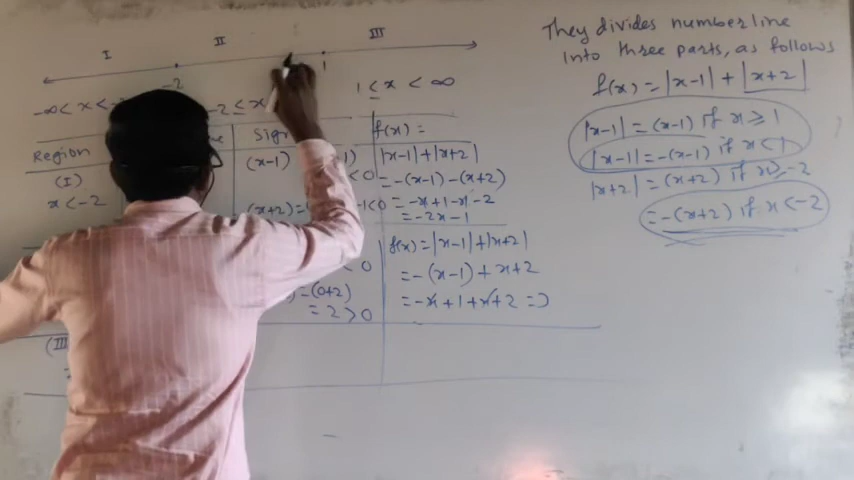 I II III
-2 1
-∞< x < -2 -2 ≤ x 1 ≤ x < ∞
Region Sign f(x) =
(I) (x-1) |x-1|+|x+2|
x<-2 <0 = -(x-1) -(x+2)
(x+2)= -1<0 = -x+1-x-2
= -2x-1
f(x) = |x-1|+|x+2|
<0 = -(x-1) + x+2
(0+2) = -x+1+x+2 =>
= 2>0
(III
They divides number line
into three parts, as follows
f(x) = |x-1| + |x+2|
|x-1| = (x-1) if x ≥ 1
|x-1| = -(x-1) if x < 1
|x+2| = (x+2) if x ≥ -2
= -(x+2) if x < -2